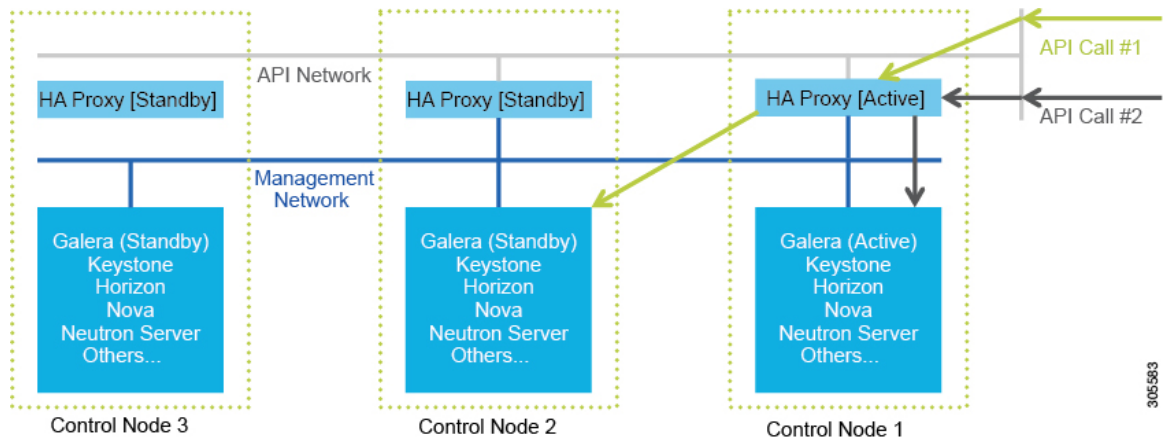 API Call #1
API Network
HA Proxy [Standby]
HA Proxy [Standby]
HA Proxy [Active]
API Call #2
Management
Network
Galera (Standby)
Keystone
Horizon
Nova
Neutron Server
Others...
Galera (Standby)
Keystone
Horizon
Nova
Neutron Server
Others...
Galera (Active)
Keystone
Horizon
Nova
Neutron Server
Others...
305583
Control Node 3
Control Node 2
Control Node 1